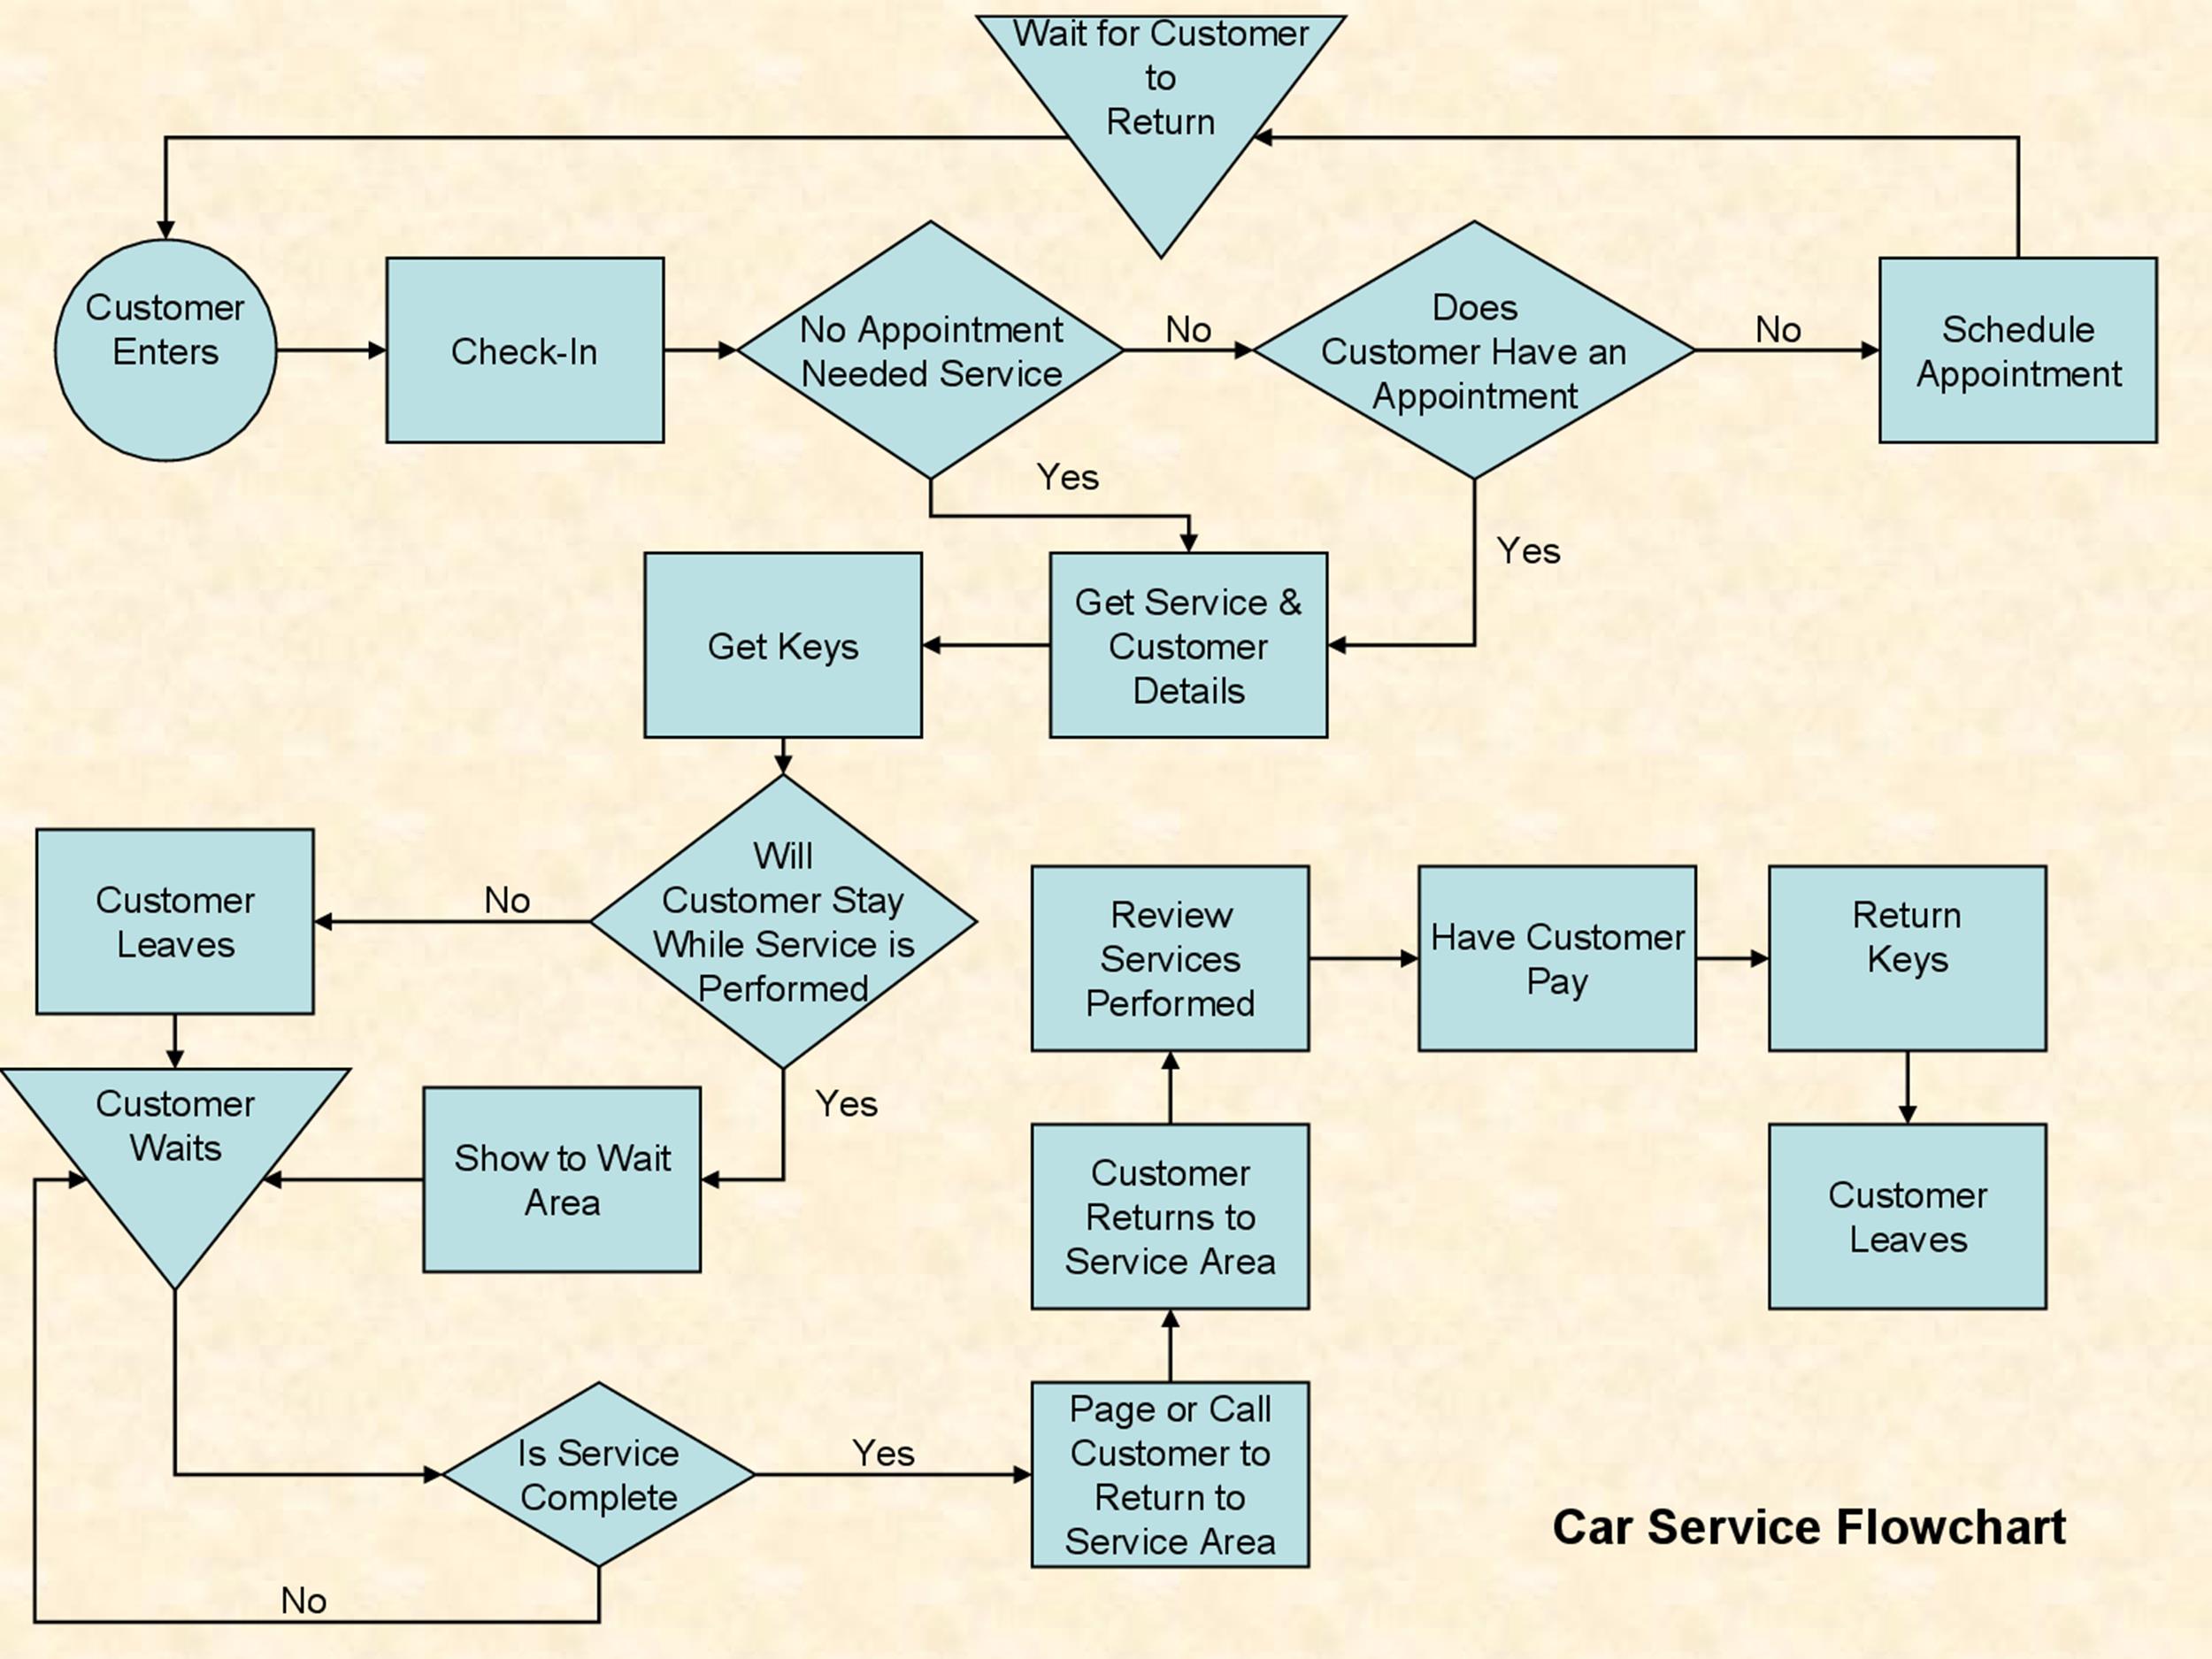 Wait for Customer
to
Return
Customer
Enters
Check-In
No Appointment
Needed Service
No
Does
Customer Have an
Appointment
No
Schedule
Appointment
Yes
Yes
Get Keys
Get Service &
Customer
Details
Will
Customer Stay
While Service is
Performed
No
Customer
Leaves
Yes
Customer
Waits
Show to Wait
Area
Review
Services
Performed
Have Customer
Pay
Return
Keys
Customer
Returns to
Service Area
Customer
Leaves
Is Service
Complete
Yes
Page or Call
Customer to
Return to
Service Area
No
Car Service Flowchart